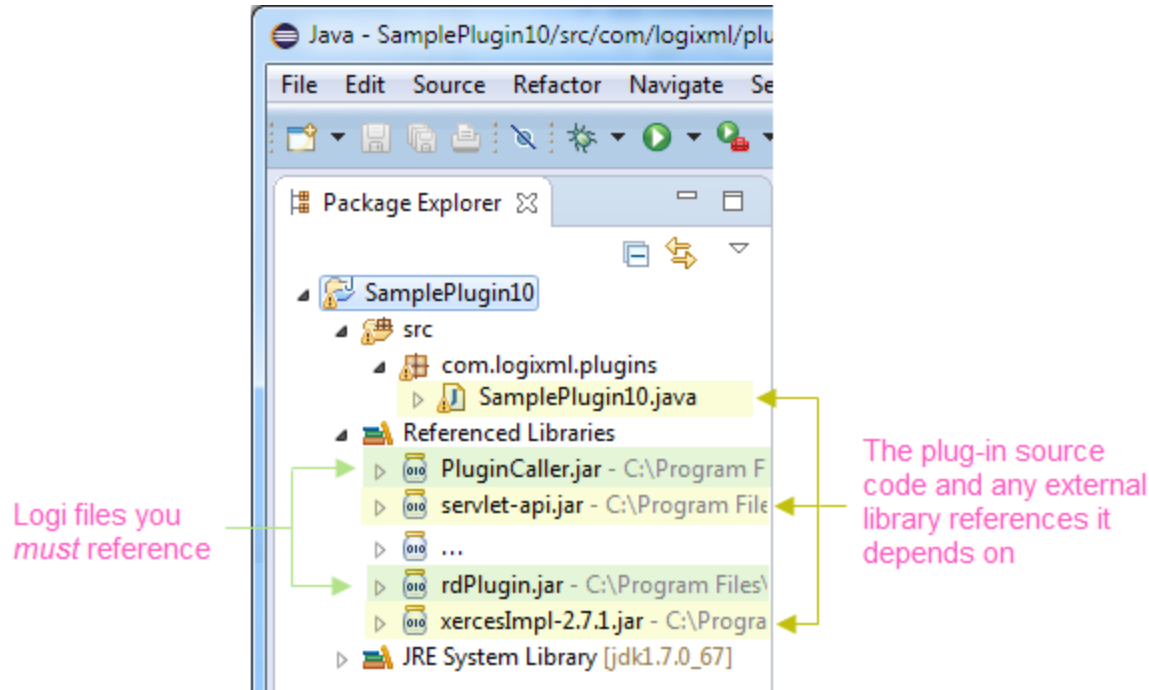 Java - SamplePlugin10/src/com/logixml/plu
File Edit Source Refactor Navigate Se
Package Explorer
SamplePlugin10
src
com.logixml.plugins
SamplePlugin10.java
Referenced Libraries
PluginCaller.jar - C:\Program F
servlet-api.jar - C:\Program File
...
rdPlugin.jar - C:\Program Files\
xercesImpl-2.7.1.jar - C:\Progra
JRE System Library [jdk1.7.0_67]
Logi files you
must reference
The plug-in source
code and any external
library references it
depends on